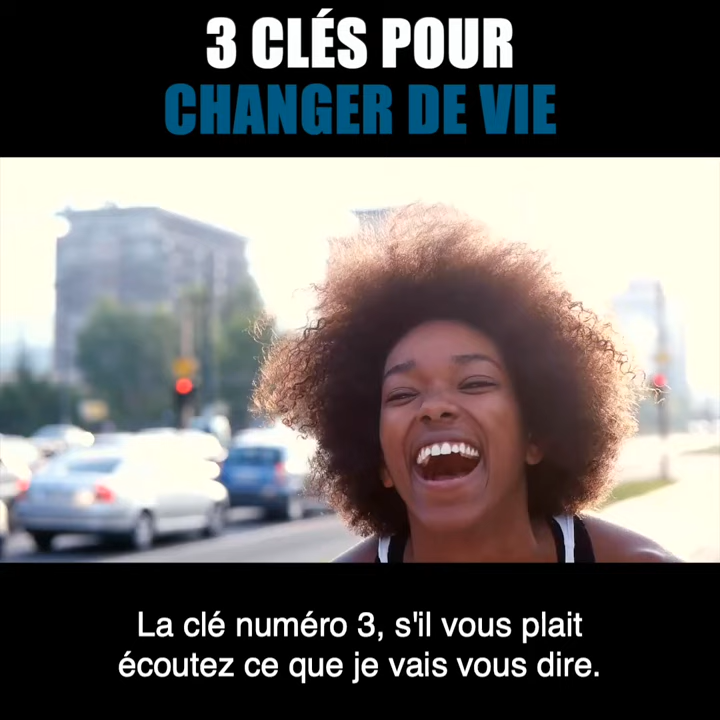 3 CLÉS POUR
CHANGER DE VIE
La clé numéro 3, s'il vous plait
écoutez ce que je vais vous dire.